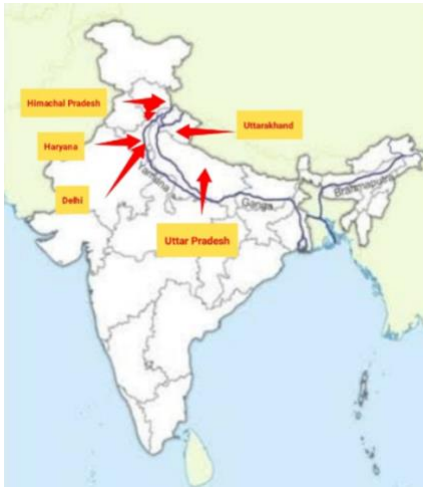 Himachal Pradesh
Uttarakhand
Haryana
Yamuna
Brahmaputra
Delhi
Ganga
Uttar Pradesh